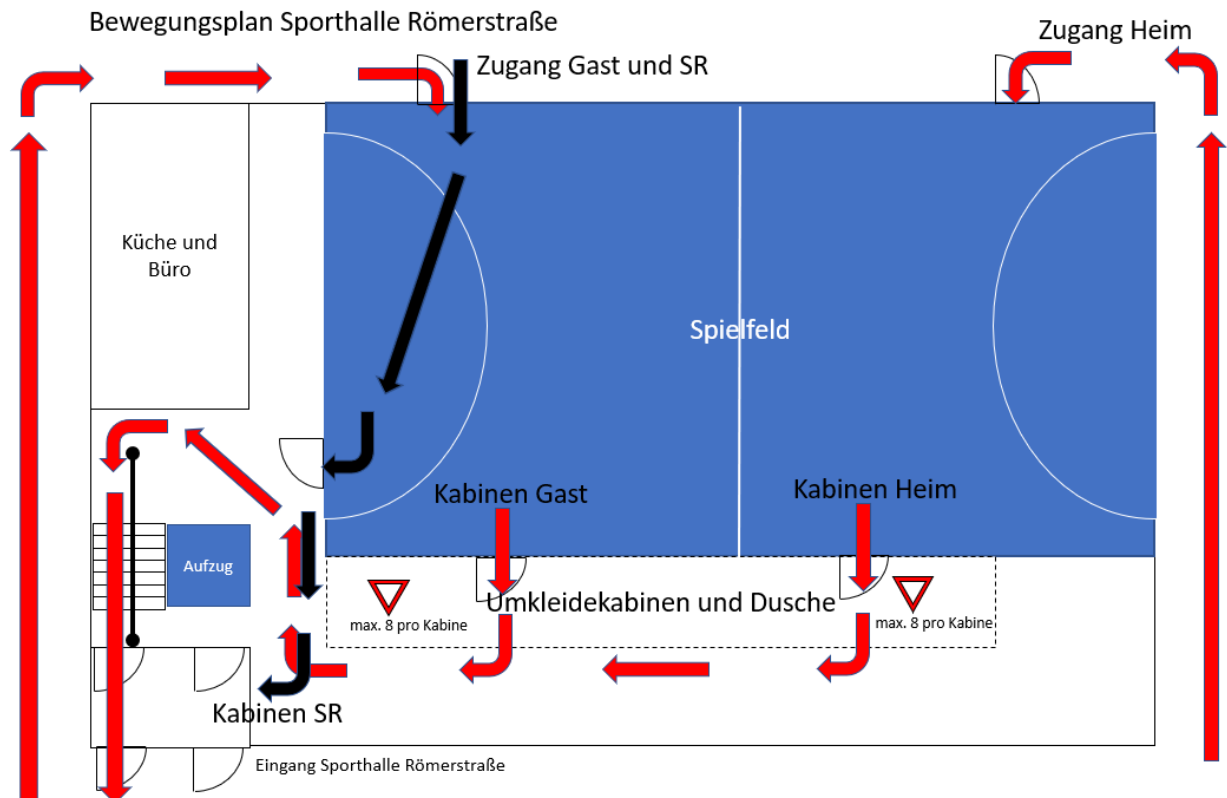 Bewegungsplan Sporthalle Römerstraße
Zugang Heim
Zugang Gast und SR
Küche und
Büro
Spielfeld
Kabinen Gast
Kabinen Heim
Aufzug
Umkleidekabinen und Dusche
max. 8 pro Kabine
max. 8 pro Kabine
Kabinen SR
Eingang Sporthalle Römerstraße